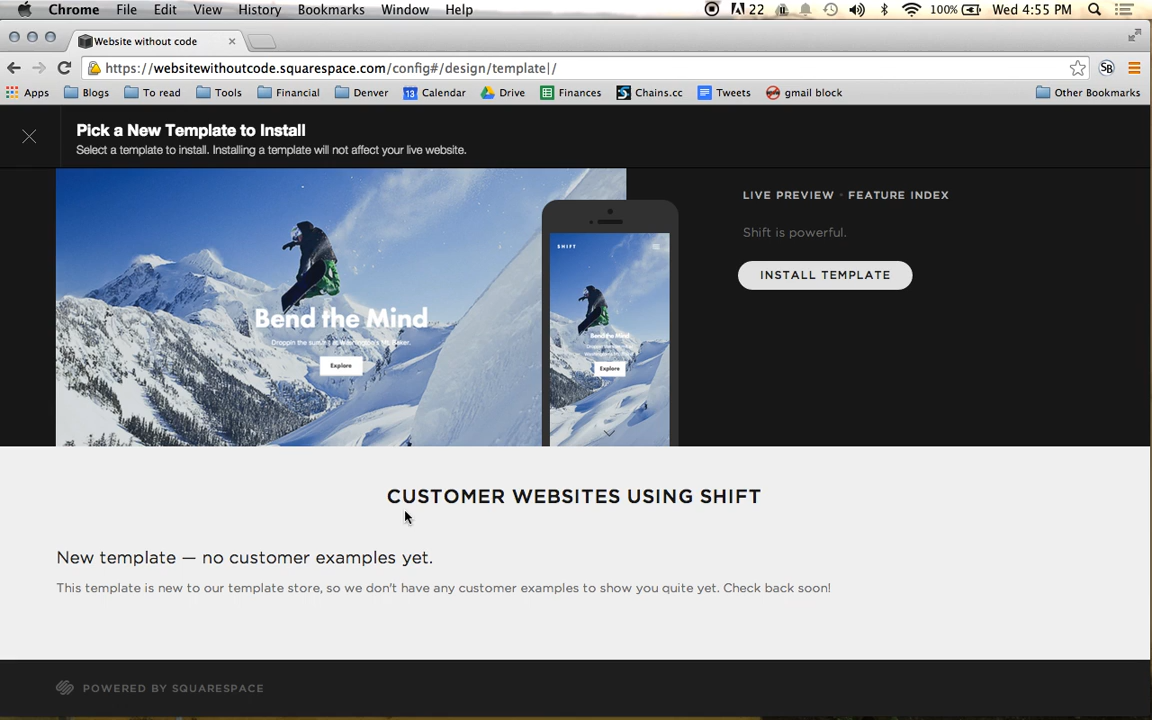 Chrome File Edit View History Bookmarks Window Help 22 100% Wed 4:55 PM
Website without code
https://websitewithoutcode.squarespace.com/config#/design/template|/
Apps Blogs To read Tools Financial Denver 13 Calendar Drive Finances Chains.cc Tweets gmail block Other Bookmarks
Pick a New Template to Install
Select a template to install. Installing a template will not affect your live website.
LIVE PREVIEW · FEATURE INDEX
Shift is powerful.
INSTALL TEMPLATE
Bend the Mind
Explore
SHIFT
Bend the Mind
Explore
CUSTOMER WEBSITES USING SHIFT
New template — no customer examples yet.
This template is new to our template store, so we don't have any customer examples to show you quite yet. Check back soon!
POWERED BY SQUARESPACE